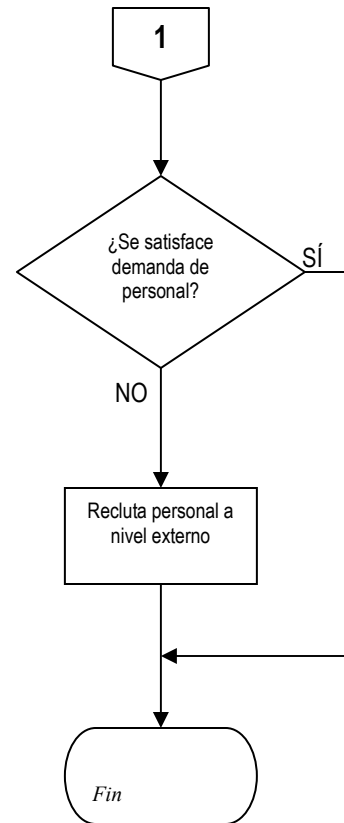 1
¿Se satisface
demanda de
personal?
SÍ
NO
Recluta personal a
nivel externo
Fin